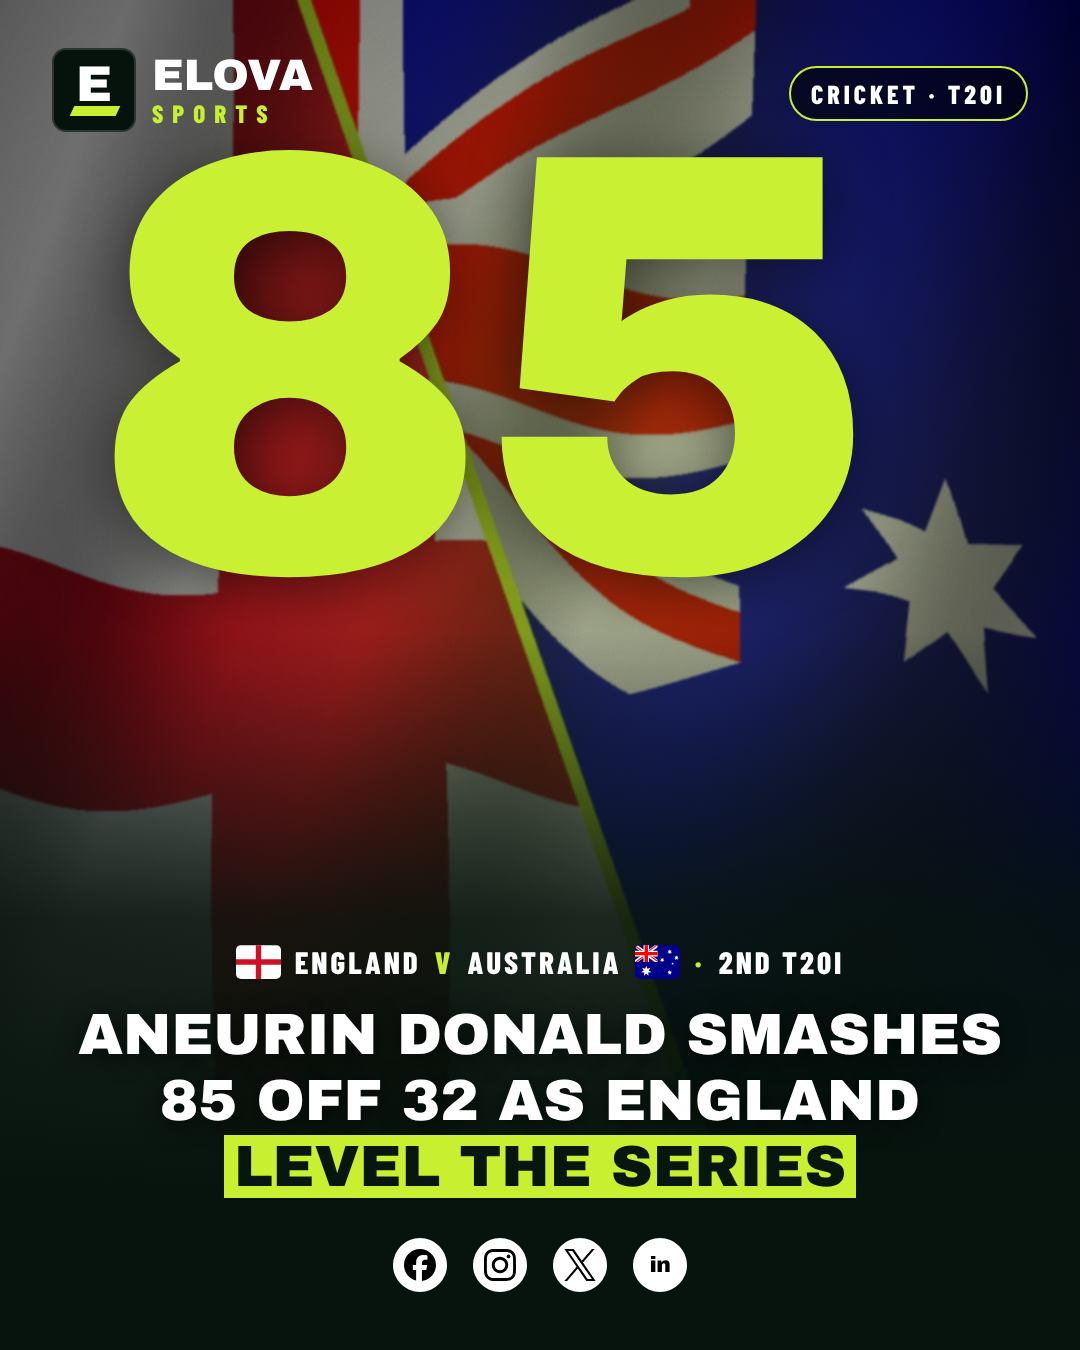 E ELOVA
SPORTS
CRICKET · T20I
85
ENGLAND V AUSTRALIA · 2ND T20I
ANEURIN DONALD SMASHES
85 OFF 32 AS ENGLAND
LEVEL THE SERIES
in